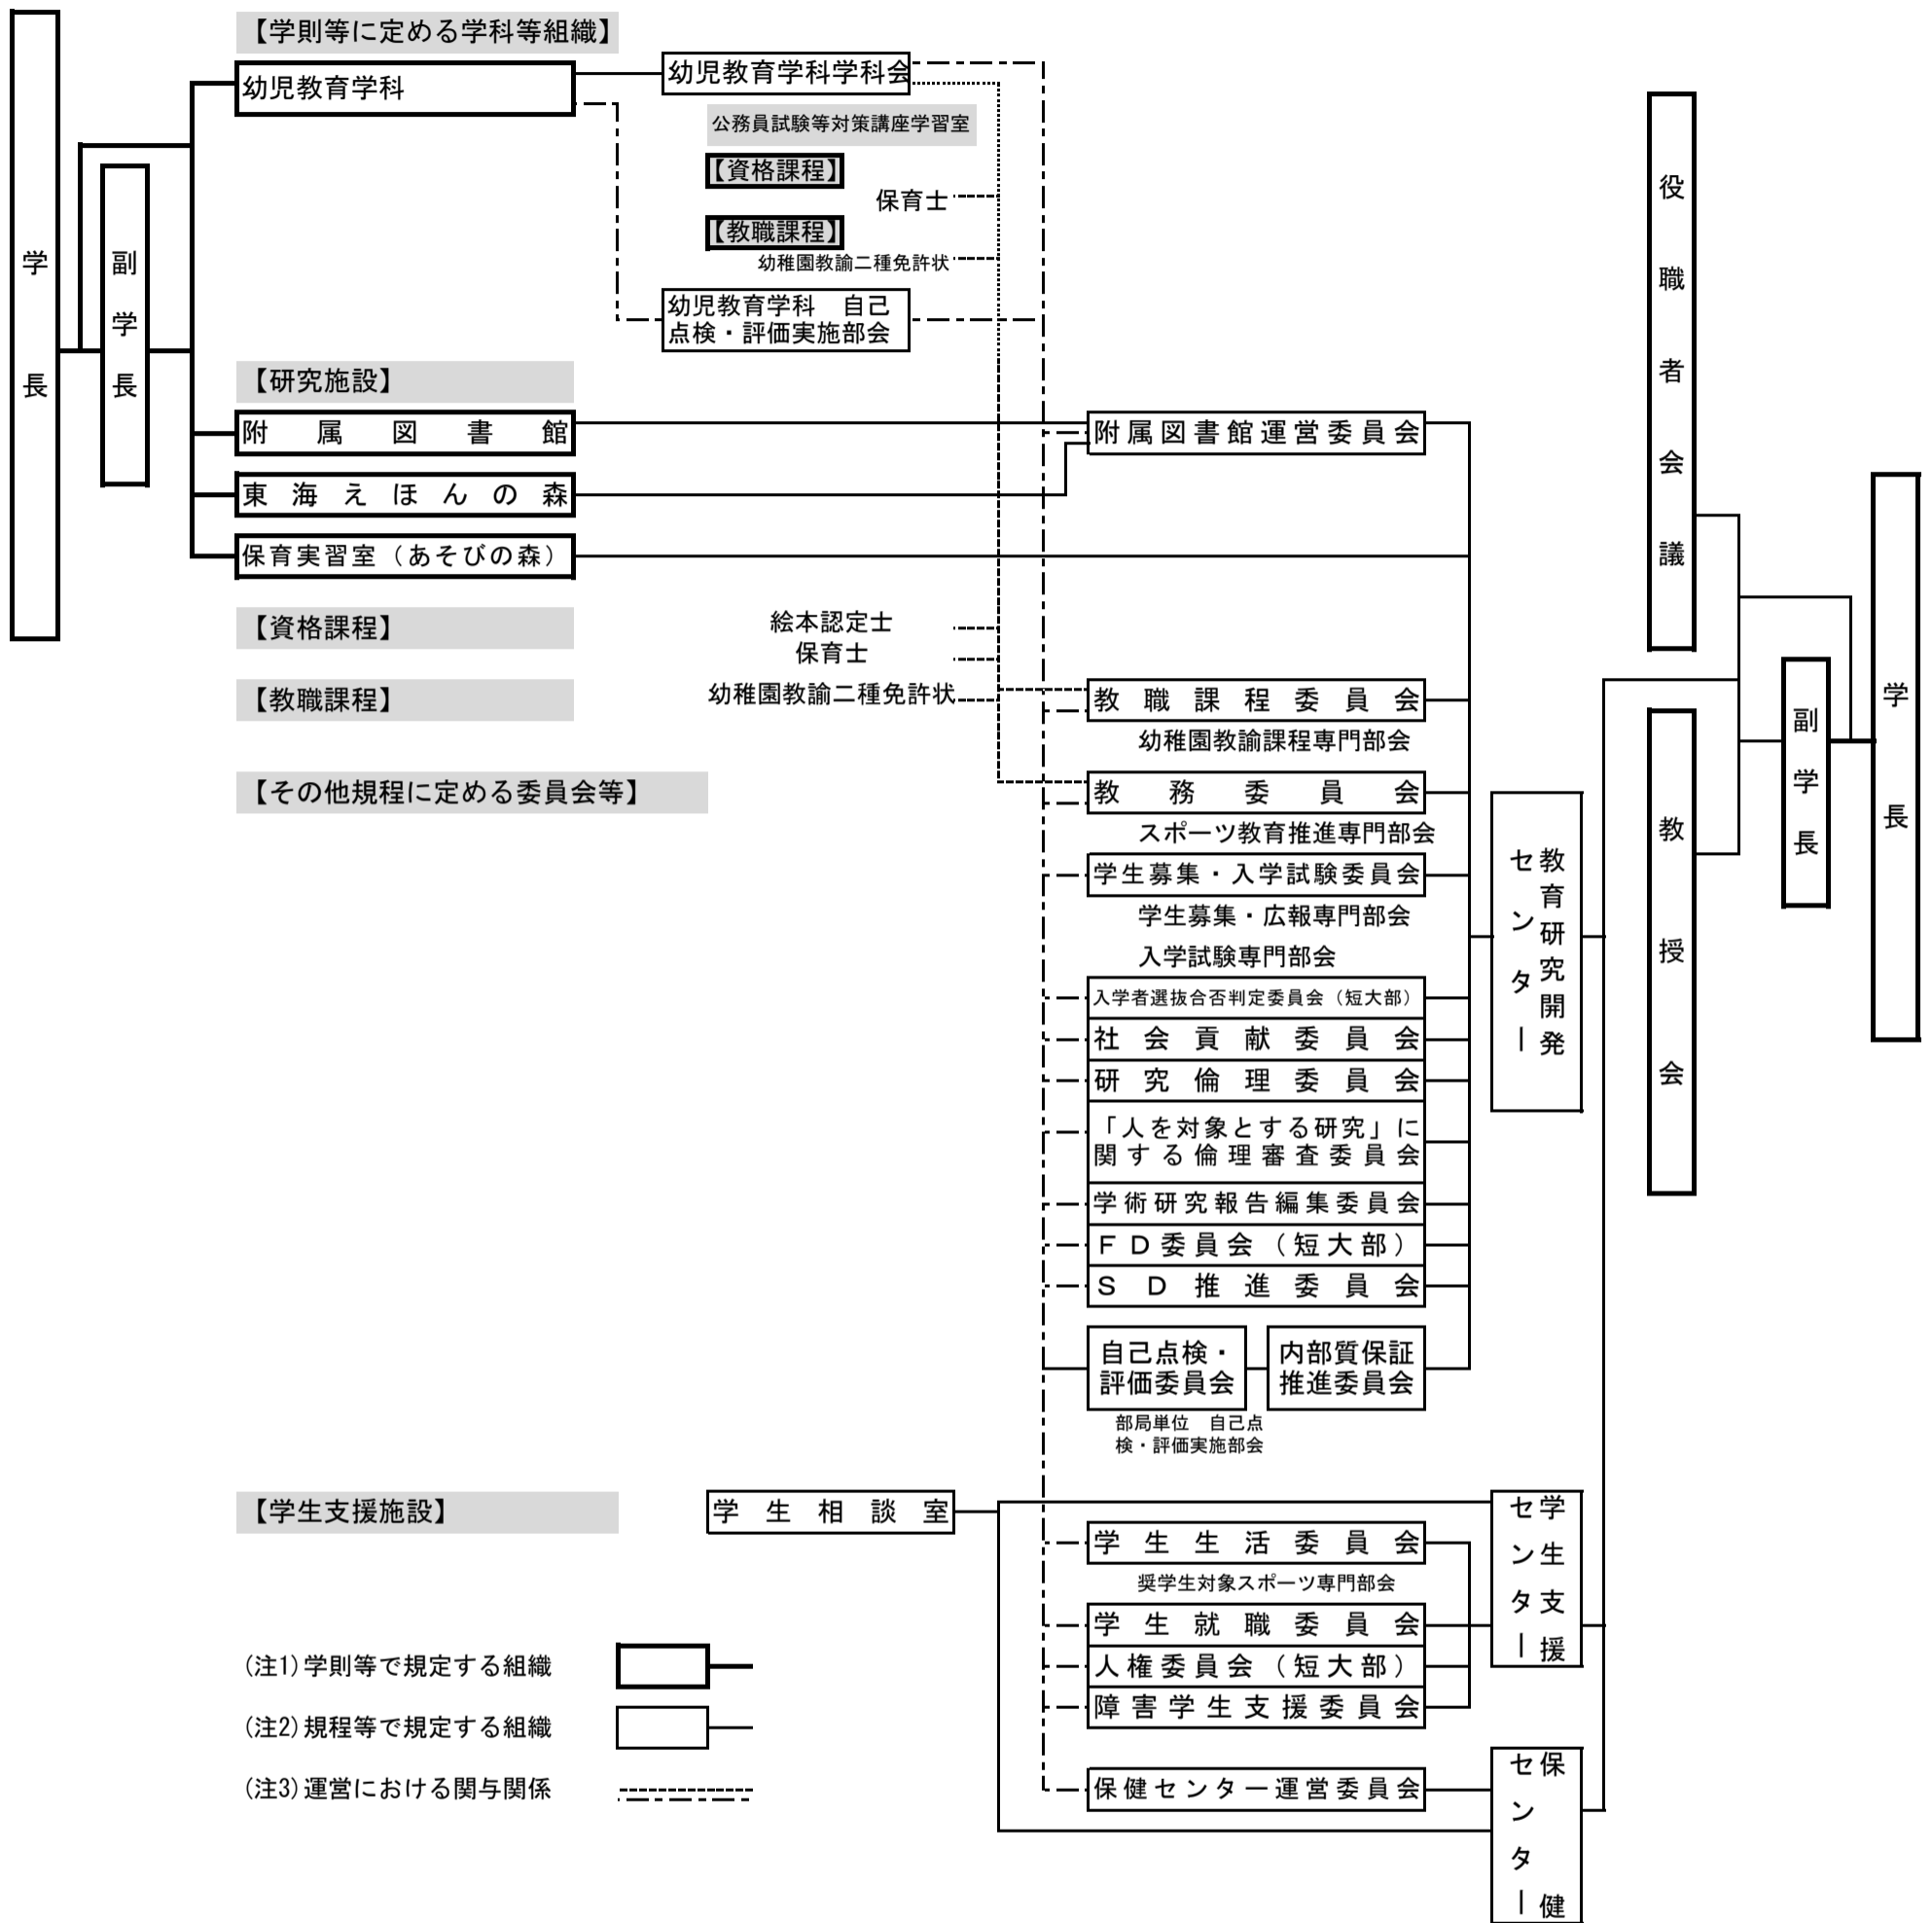 学長
副学長
【学則等に定める学科等組織】
幼児教育学科
幼児教育学科学科会
公務員試験等対策講座学習室
【資格課程】
保育士
【教職課程】
幼稚園教諭二種免許状
幼児教育学科　自己
点検・評価実施部会
【研究施設】
附属図書館
附属図書館運営委員会
東海えほんの森
保育実習室（あそびの森）
【資格課程】
絵本認定士
保育士
【教職課程】
幼稚園教諭二種免許状
教職課程委員会
幼稚園教諭課程専門部会
【その他規程に定める委員会等】
教務委員会
スポーツ教育推進専門部会
学生募集・入学試験委員会
学生募集・広報専門部会
入学試験専門部会
入学者選抜合否判定委員会（短大部）
社会貢献委員会
研究倫理委員会
「人を対象とする研究」に
関する倫理審査委員会
学術研究報告編集委員会
ＦＤ委員会（短大部）
ＳＤ推進委員会
自己点検・
評価委員会
内部質保証
推進委員会
部局単位　自己点
検・評価実施部会
教育研究開発
センター
役職者会議
教授会
副学長
学長
【学生支援施設】
学生相談室
学生生活委員会
奨学生対象スポーツ専門部会
学生就職委員会
人権委員会（短大部）
障害学生支援委員会
学生支援
センター
保健センター運営委員会
保健
センター
(注1)学則等で規定する組織
(注2)規程等で規定する組織
(注3)運営における関与関係